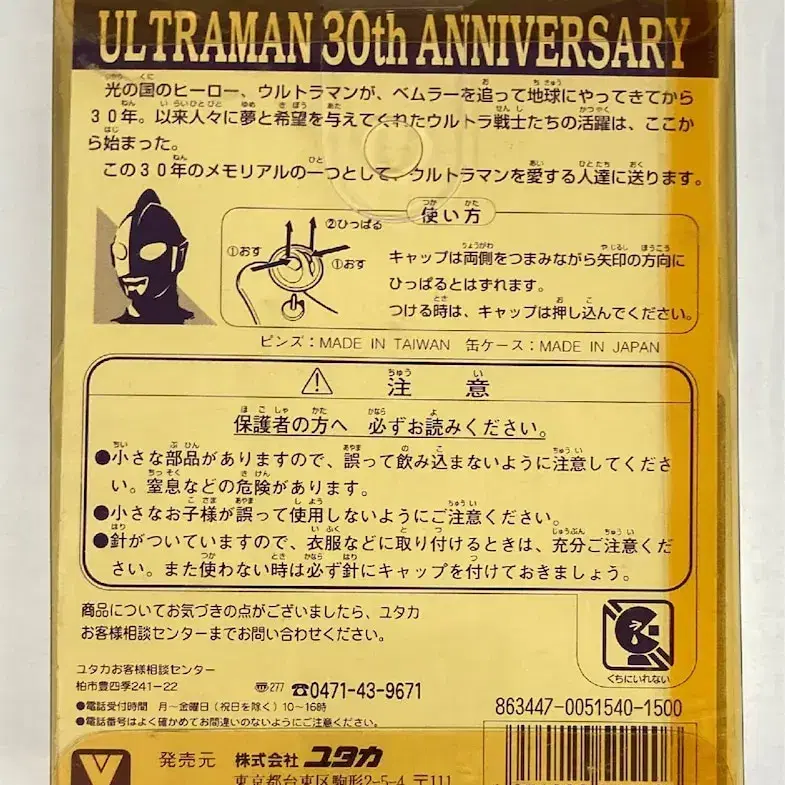 ULTRAMAN 30th ANNIVERSARY
光の国のヒーロー、ウルトラマンが、ベムラーを追って地球にやってきてから
30年。以来人々に夢と希望を与えてくれたウルトラ戦士たちの活躍は、ここか
ら始まった。
この30年のメモリアルの一つとして、ウルトラマンを愛する人達に送ります。
使い方
②ひっぱる
①おす
①おす
キャップは両側をつまみながら矢印の方向に
ひっぱるとはずれます。
つける時は、キャップは押し込んでください。
ピンズ：MADE IN TAIWAN 缶ケース：MADE IN JAPAN
⚠ 注意
保護者の方へ 必ずお読みください。
●小さな部品がありますので、誤って飲み込まないように注意してくださ
い。窒息などの危険があります。
●小さなお子様が誤って使用しないようにご注意ください。
●針がついていますので、衣服などに取り付けるときは、充分ご注意くだ
さい。また使わない時は必ず針にキャップを付けておきましょう。
商品についてお気づきの点がございましたら、ユタカ
お客様相談センターまでお問い合わせください。
くちにいれない
ユタカお客様相談センター
柏市豊四季241-22 〠277 ☎0471-43-9671
●電話受付時間 月～金曜日(祝日を除く)10～16時
●電話番号はよく確かめてお間違いのないようにご注意ください。
863447-0051540-1500
発売元 株式会社ユタカ
東京都台東区駒形2-5-4 〒111